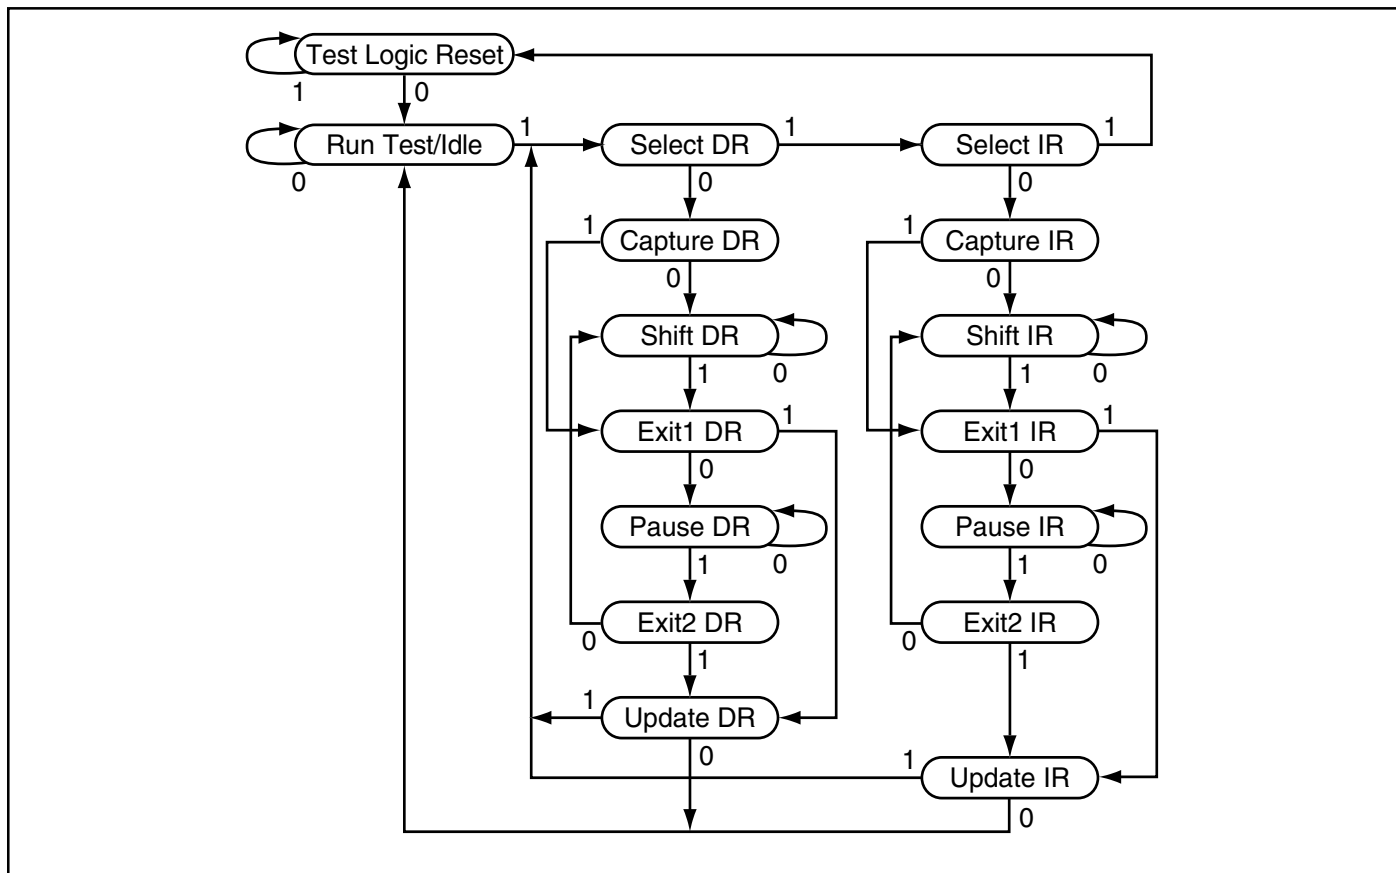 Test Logic Reset
1 0
Run Test/Idle 1 Select DR 1 Select IR 1
0 0 0
1 Capture DR 1 Capture IR
0 0
Shift DR Shift IR
1 0 1 0
Exit1 DR 1 Exit1 IR 1
0 0
Pause DR Pause IR
1 0 1 0
Exit2 DR Exit2 IR
0 1 0 1
1 Update DR
0 1 Update IR
0